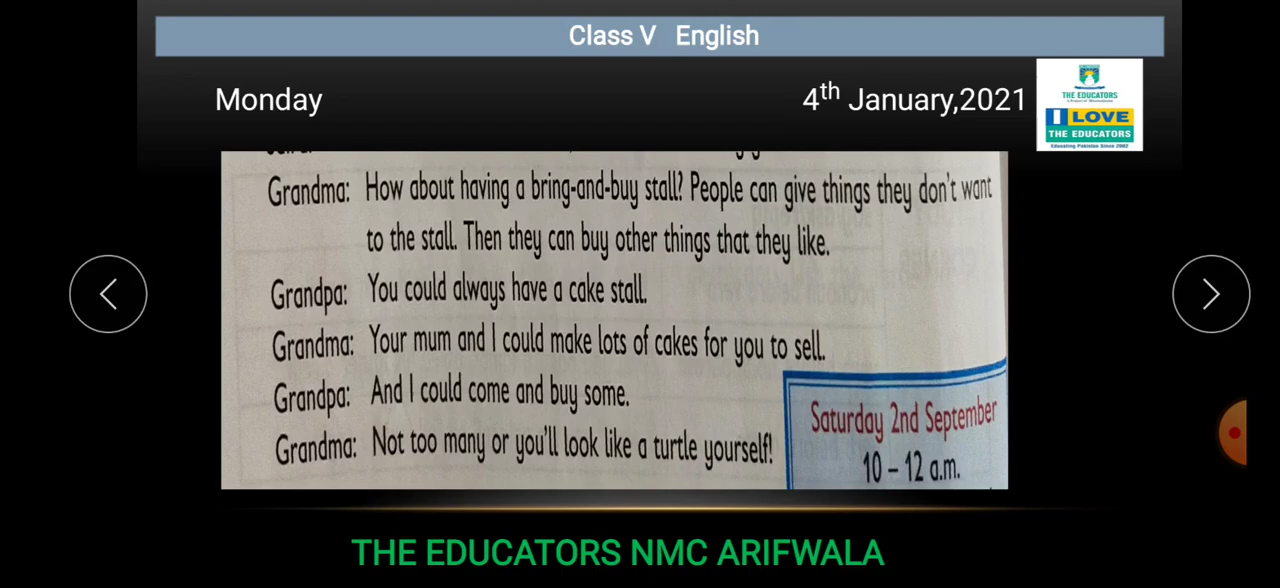 Class V English
Monday
4th January,2021
THE EDUCATORS
I LOVE
THE EDUCATORS
Educating Pakistan Since 2002
Grandma: How about having a bring-and-buy stall? People can give things they don't want
to the stall. Then they can buy other things that they like.
Grandpa: You could always have a cake stall.
Grandma: Your mum and I could make lots of cakes for you to sell.
Grandpa: And I could come and buy some.
Grandma: Not too many or you'll look like a turtle yourself!
Saturday 2nd September
10 – 12 a.m.
THE EDUCATORS NMC ARIFWALA